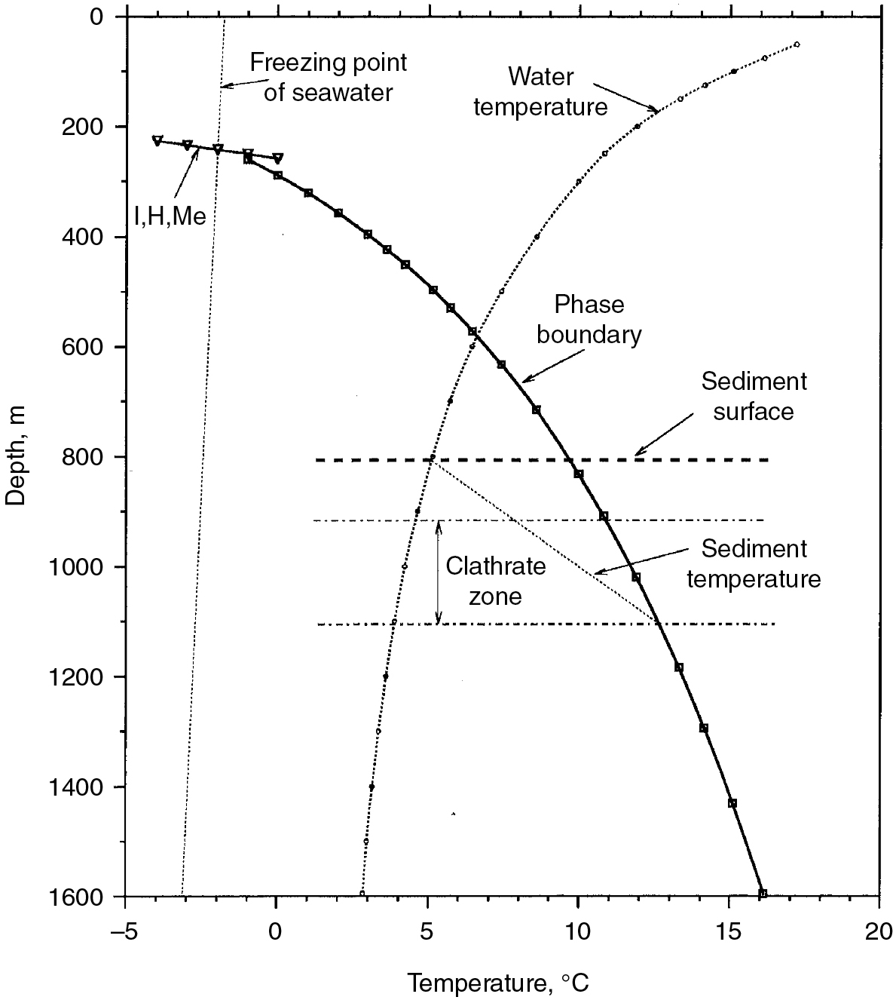 0
Freezing point
of seawater
Water
temperature
200
I,H,Me
400
Phase
boundary
600
Sediment
surface
800
Clathrate
zone
Sediment
temperature
1000
1200
1400
1600
Depth, m
–5
0
5
10
15
20
Temperature, °C